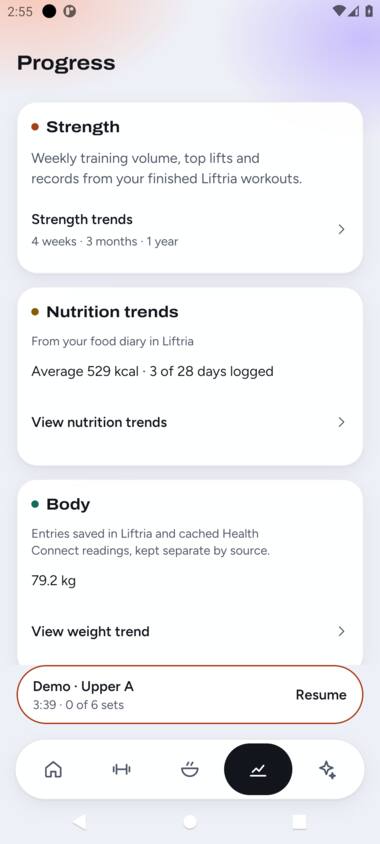 2:55
Progress
Strength
Weekly training volume, top lifts and
records from your finished Liftria workouts.
Strength trends
4 weeks · 3 months · 1 year
Nutrition trends
From your food diary in Liftria
Average 529 kcal · 3 of 28 days logged
View nutrition trends
Body
Entries saved in Liftria and cached Health
Connect readings, kept separate by source.
79.2 kg
View weight trend
Demo · Upper A
3:39 · 0 of 6 sets
Resume